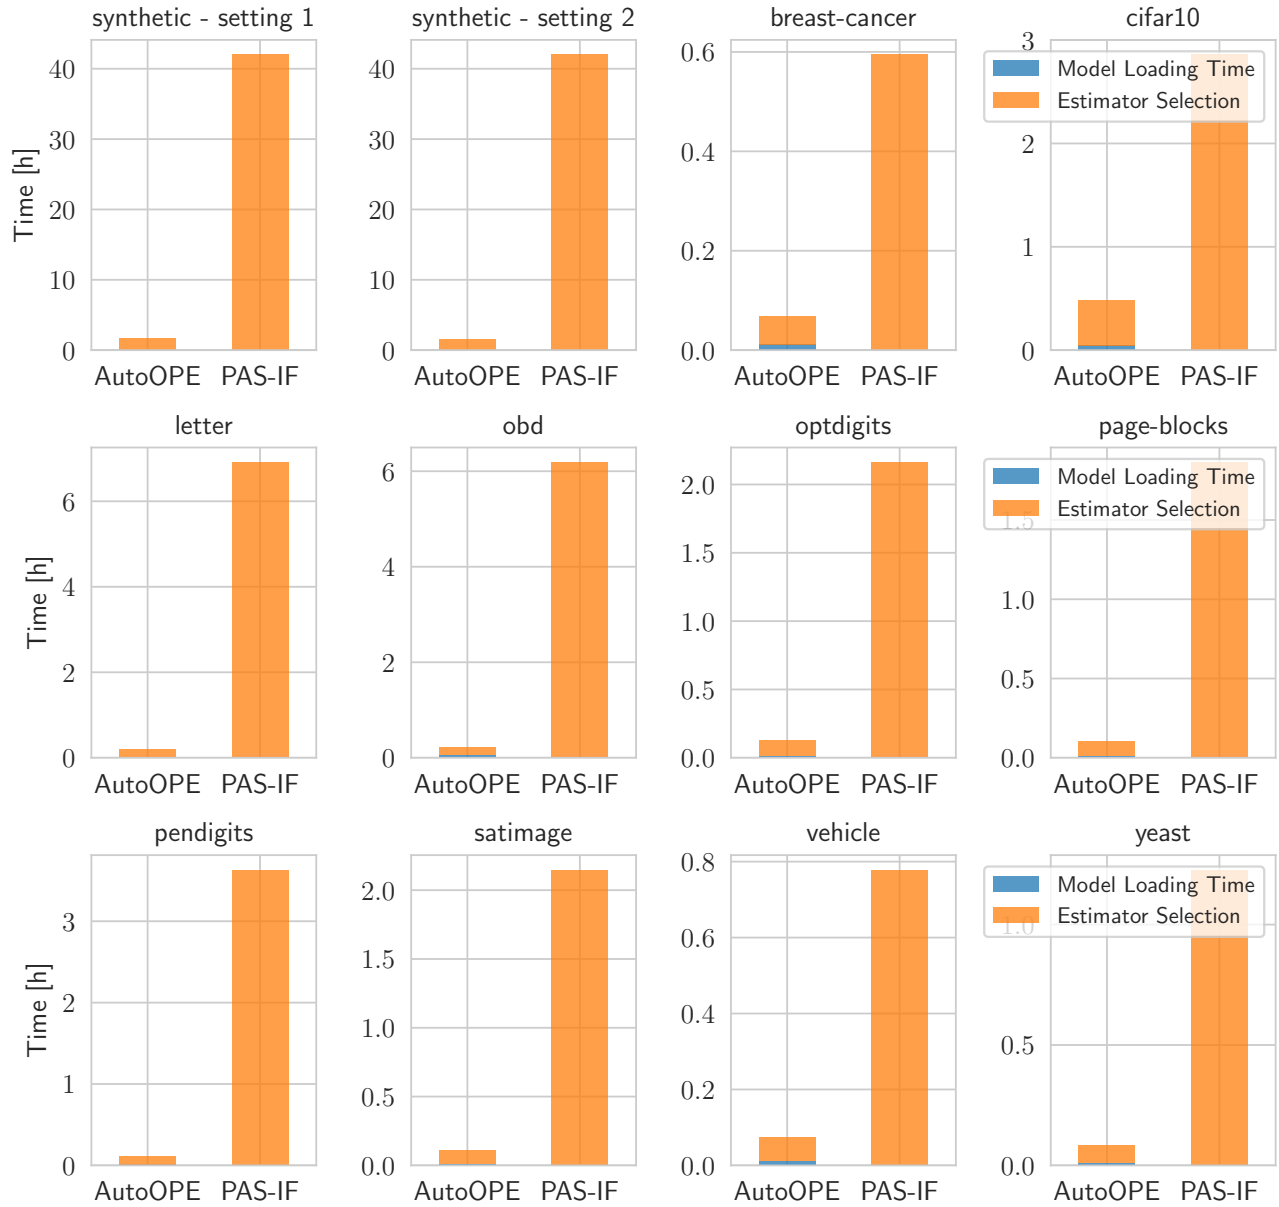 synthetic - setting 1
synthetic - setting 2
breast-cancer
cifar10
Time [h]
40
30
20
10
0
AutoOPE PAS-IF
40
30
20
10
0
AutoOPE PAS-IF
0.6
0.4
0.2
0.0
AutoOPE PAS-IF
3
2
1
0
Model Loading Time
Estimator Selection
AutoOPE PAS-IF
letter
obd
optdigits
page-blocks
Time [h]
6
4
2
0
AutoOPE PAS-IF
6
4
2
0
AutoOPE PAS-IF
2.0
1.5
1.0
0.5
0.0
AutoOPE PAS-IF
Model Loading Time
Estimator Selection
1.5
1.0
0.5
0.0
AutoOPE PAS-IF
pendigits
satimage
vehicle
yeast
Time [h]
3
2
1
0
AutoOPE PAS-IF
2.0
1.5
1.0
0.5
0.0
AutoOPE PAS-IF
0.8
0.6
0.4
0.2
0.0
AutoOPE PAS-IF
Model Loading Time
Estimator Selection
1.0
0.5
0.0
AutoOPE PAS-IF